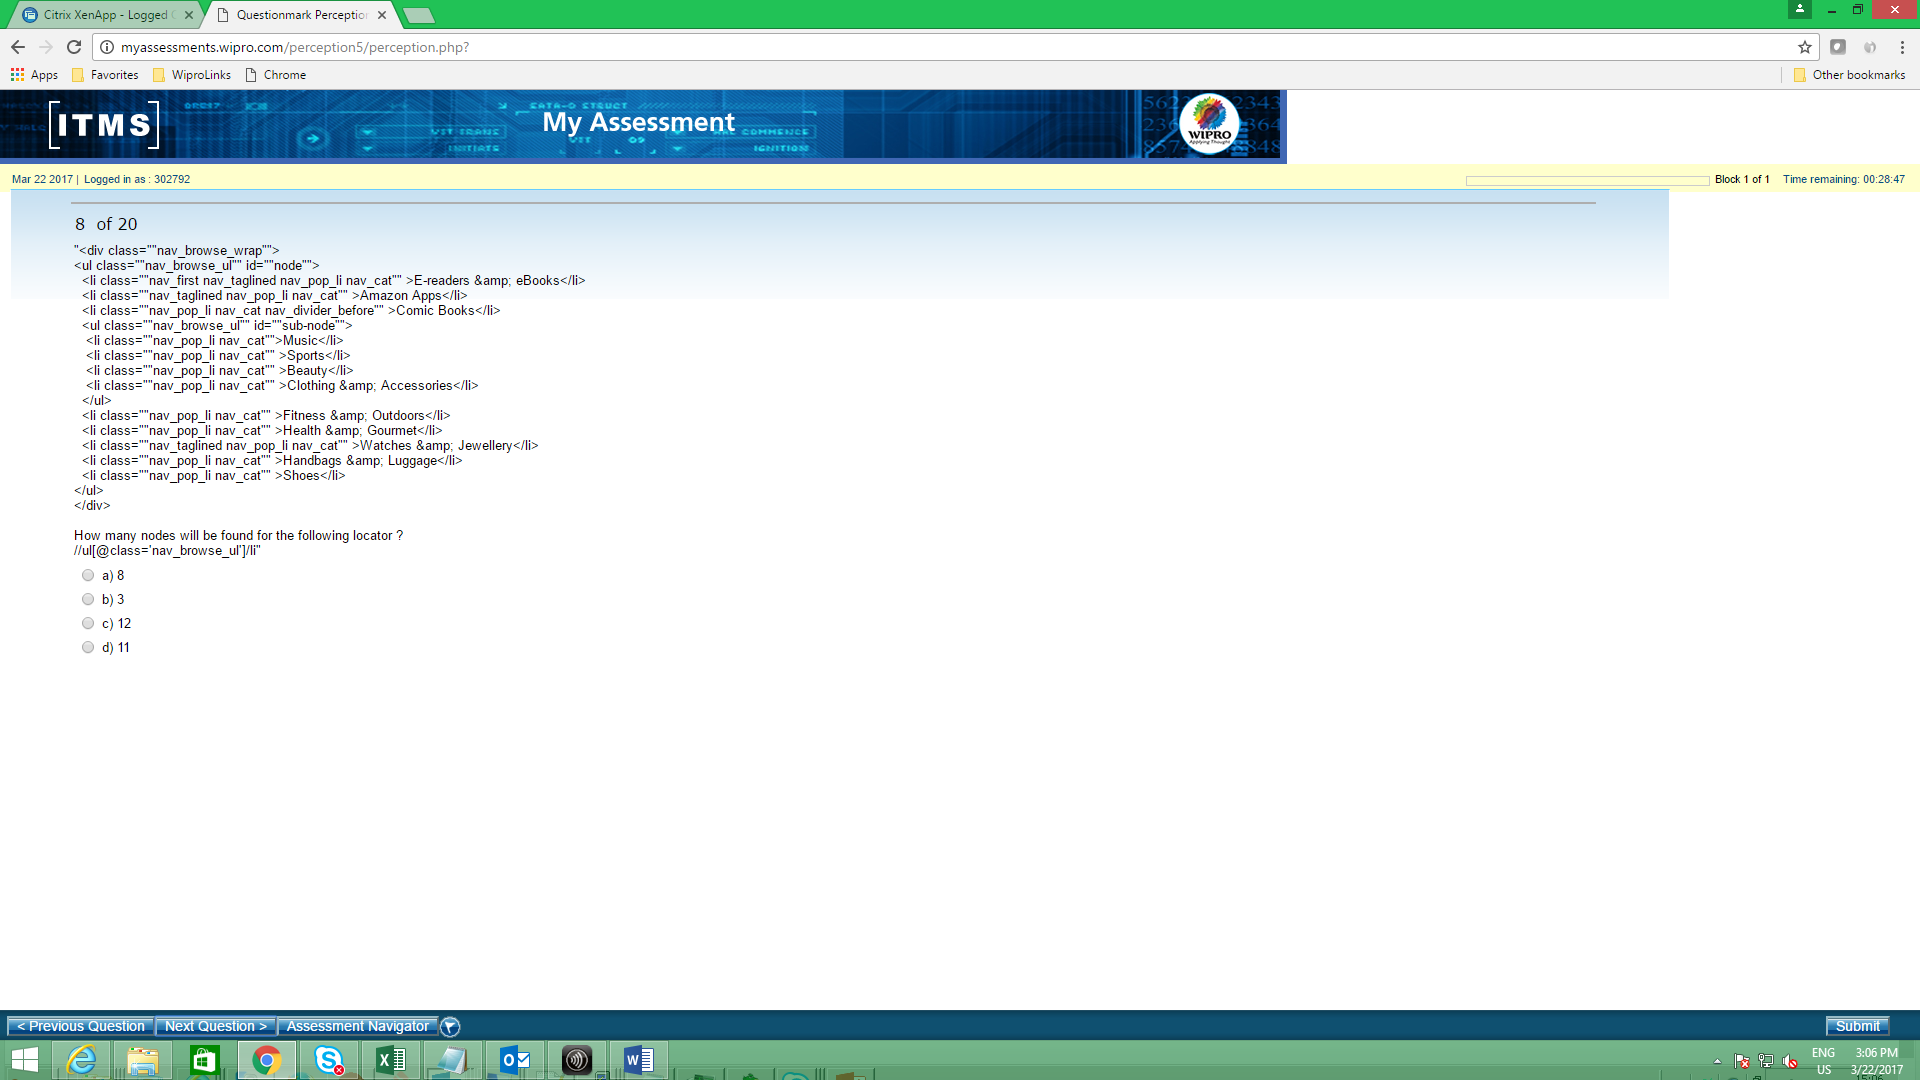 Citrix XenApp - Logged
Questionmark Perceptio
myassessments.wipro.com/perception5/perception.php?
Apps
Favorites
WiproLinks
Chrome
Other bookmarks
ITMS
My Assessment
WIPRO
Applying Thought
Mar 22 2017 | Logged in as : 302792
Block 1 of 1
Time remaining: 00:28:47
8 of 20
"<div class=""nav_browse_wrap"">
<ul class=""nav_browse_ul"" id=""node"">
<li class=""nav_first nav_taglined nav_pop_li nav_cat"" >E-readers &amp; eBooks</li>
<li class=""nav_taglined nav_pop_li nav_cat"" >Amazon Apps</li>
<li class=""nav_pop_li nav_cat nav_divider_before"" >Comic Books</li>
<ul class=""nav_browse_ul"" id=""sub-node"">
<li class=""nav_pop_li nav_cat"">Music</li>
<li class=""nav_pop_li nav_cat"" >Sports</li>
<li class=""nav_pop_li nav_cat"" >Beauty</li>
<li class=""nav_pop_li nav_cat"" >Clothing &amp; Accessories</li>
</ul>
<li class=""nav_pop_li nav_cat"" >Fitness &amp; Outdoors</li>
<li class=""nav_pop_li nav_cat"" >Health &amp; Gourmet</li>
<li class=""nav_taglined nav_pop_li nav_cat"" >Watches &amp; Jewellery</li>
<li class=""nav_pop_li nav_cat"" >Handbags &amp; Luggage</li>
<li class=""nav_pop_li nav_cat"" >Shoes</li>
</ul>
</div>
How many nodes will be found for the following locator ?
//ul[@class='nav_browse_ul']/li"
a) 8
b) 3
c) 12
d) 11
< Previous Question
Next Question >
Assessment Navigator
Submit
ENG
US
3:06 PM
3/22/2017